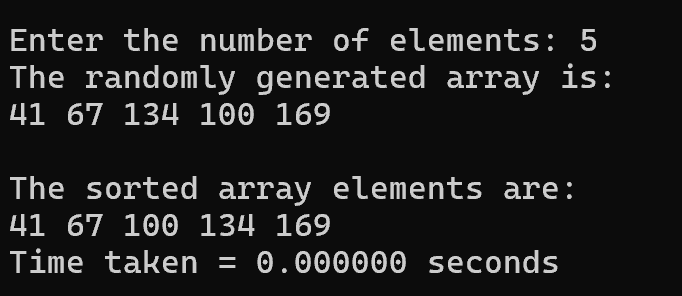 Enter the number of elements: 5
The randomly generated array is:
41 67 134 100 169
The sorted array elements are:
41 67 100 134 169
Time taken = 0.000000 seconds